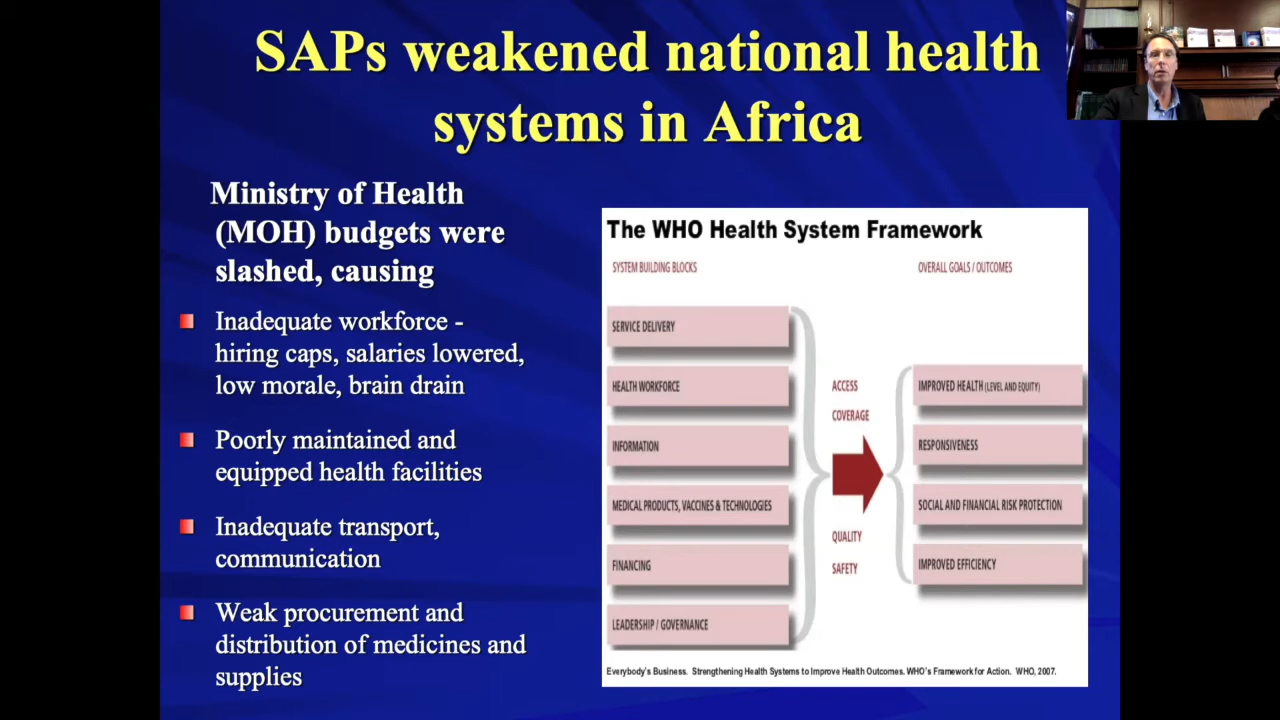 SAPs weakened national health
systems in Africa
Ministry of Health
(MOH) budgets were
slashed, causing
Inadequate workforce -
hiring caps, salaries lowered,
low morale, brain drain
Poorly maintained and
equipped health facilities
Inadequate transport,
communication
Weak procurement and
distribution of medicines and
supplies
The WHO Health System Framework
SYSTEM BUILDING BLOCKS
SERVICE DELIVERY
HEALTH WORKFORCE
INFORMATION
MEDICAL PRODUCTS, VACCINES & TECHNOLOGIES
FINANCING
LEADERSHIP / GOVERNANCE
ACCESS
COVERAGE
QUALITY
SAFETY
OVERALL GOALS / OUTCOMES
IMPROVED HEALTH (LEVEL AND EQUITY)
RESPONSIVENESS
SOCIAL AND FINANCIAL RISK PROTECTION
IMPROVED EFFICIENCY
Everybody's Business. Strengthening Health Systems to Improve Health Outcomes. WHO's Framework for Action. WHO, 2007.